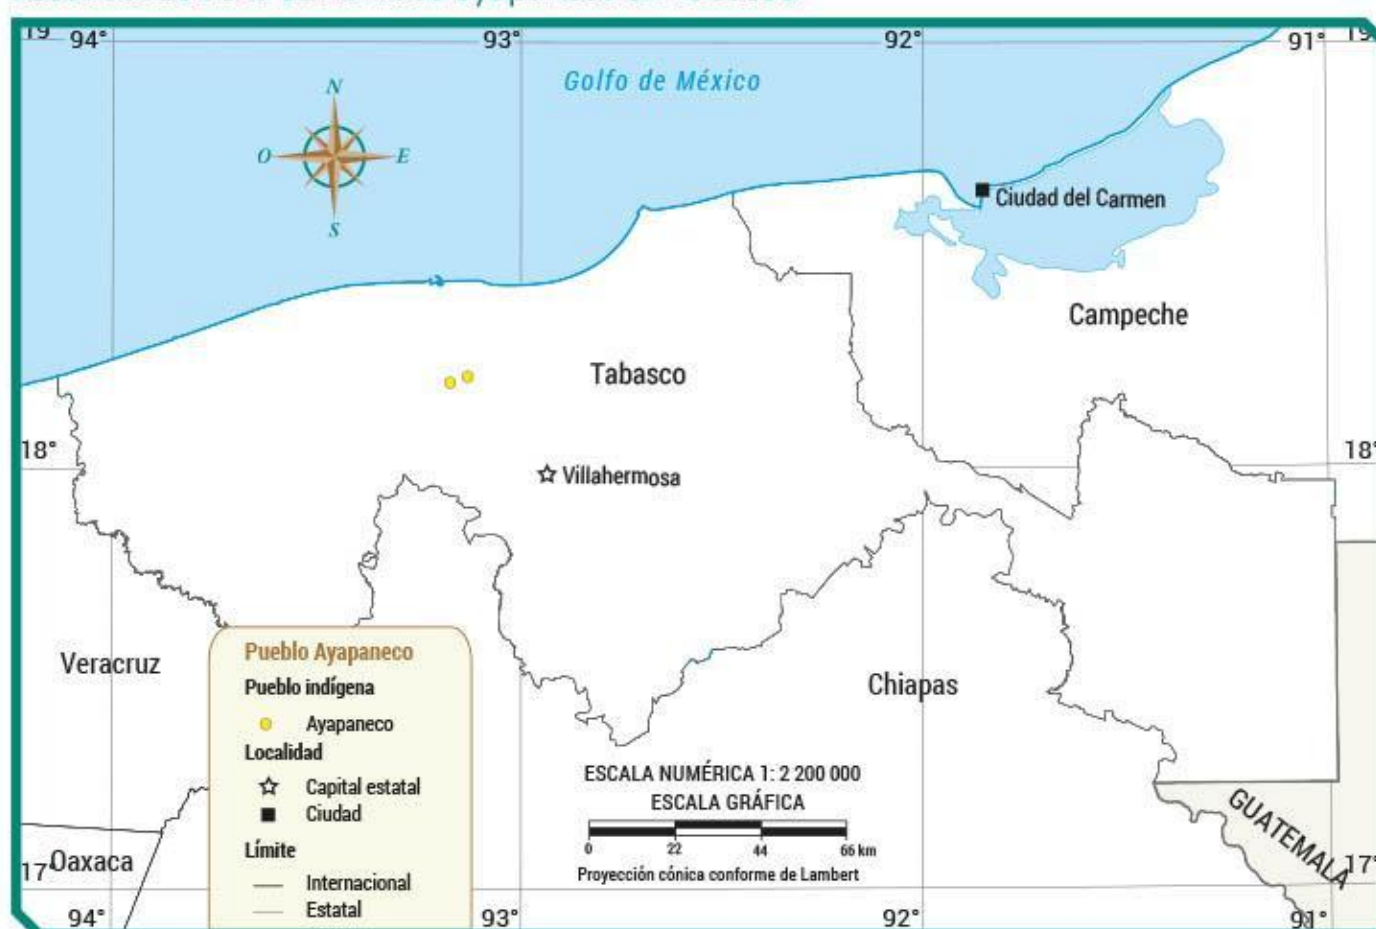 19 94° 93° 92° 91° 19
Golfo de México
N
O E
S
Ciudad del Carmen
Campeche
Tabasco
18° 18°
Villahermosa
Veracruz
Chiapas
Pueblo Ayapaneco
Pueblo indígena
Ayapaneco
Localidad
Capital estatal
Ciudad
Límite
Internacional
Estatal
ESCALA NUMÉRICA 1: 2 200 000
ESCALA GRÁFICA
0 22 44 66 km
Proyección cónica conforme de Lambert
GUATEMALA
Oaxaca
17° 17°
94° 93° 92° 91°